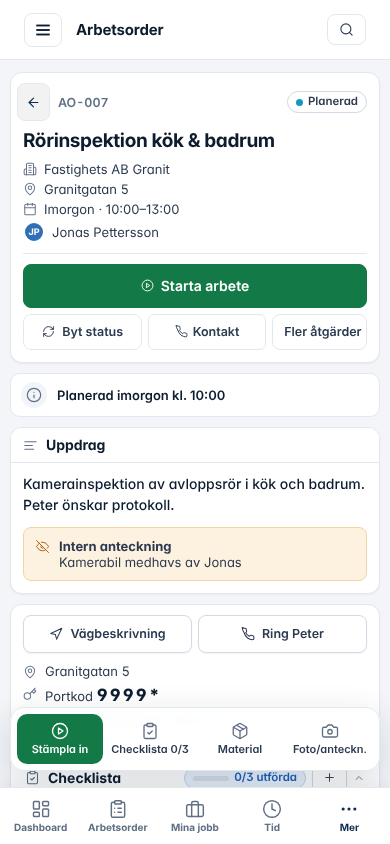 Arbetsorder
AO-007
Planerad
Rörinspektion kök & badrum
Fastighets AB Granit
Granitgatan 5
Imorgon · 10:00–13:00
JP Jonas Pettersson
Starta arbete
Byt status
Kontakt
Fler åtgärder
Planerad imorgon kl. 10:00
Uppdrag
Kamerainspektion av avloppsrör i kök och badrum.
Peter önskar protokoll.
Intern anteckning
Kamerabil medhavs av Jonas
Vägbeskrivning
Ring Peter
Granitgatan 5
Portkod 9999*
Stämpla in
Checklista 0/3
Material
Foto/anteckn.
Checklista
0/3 utförda
Dashboard
Arbetsorder
Mina jobb
Tid
Mer